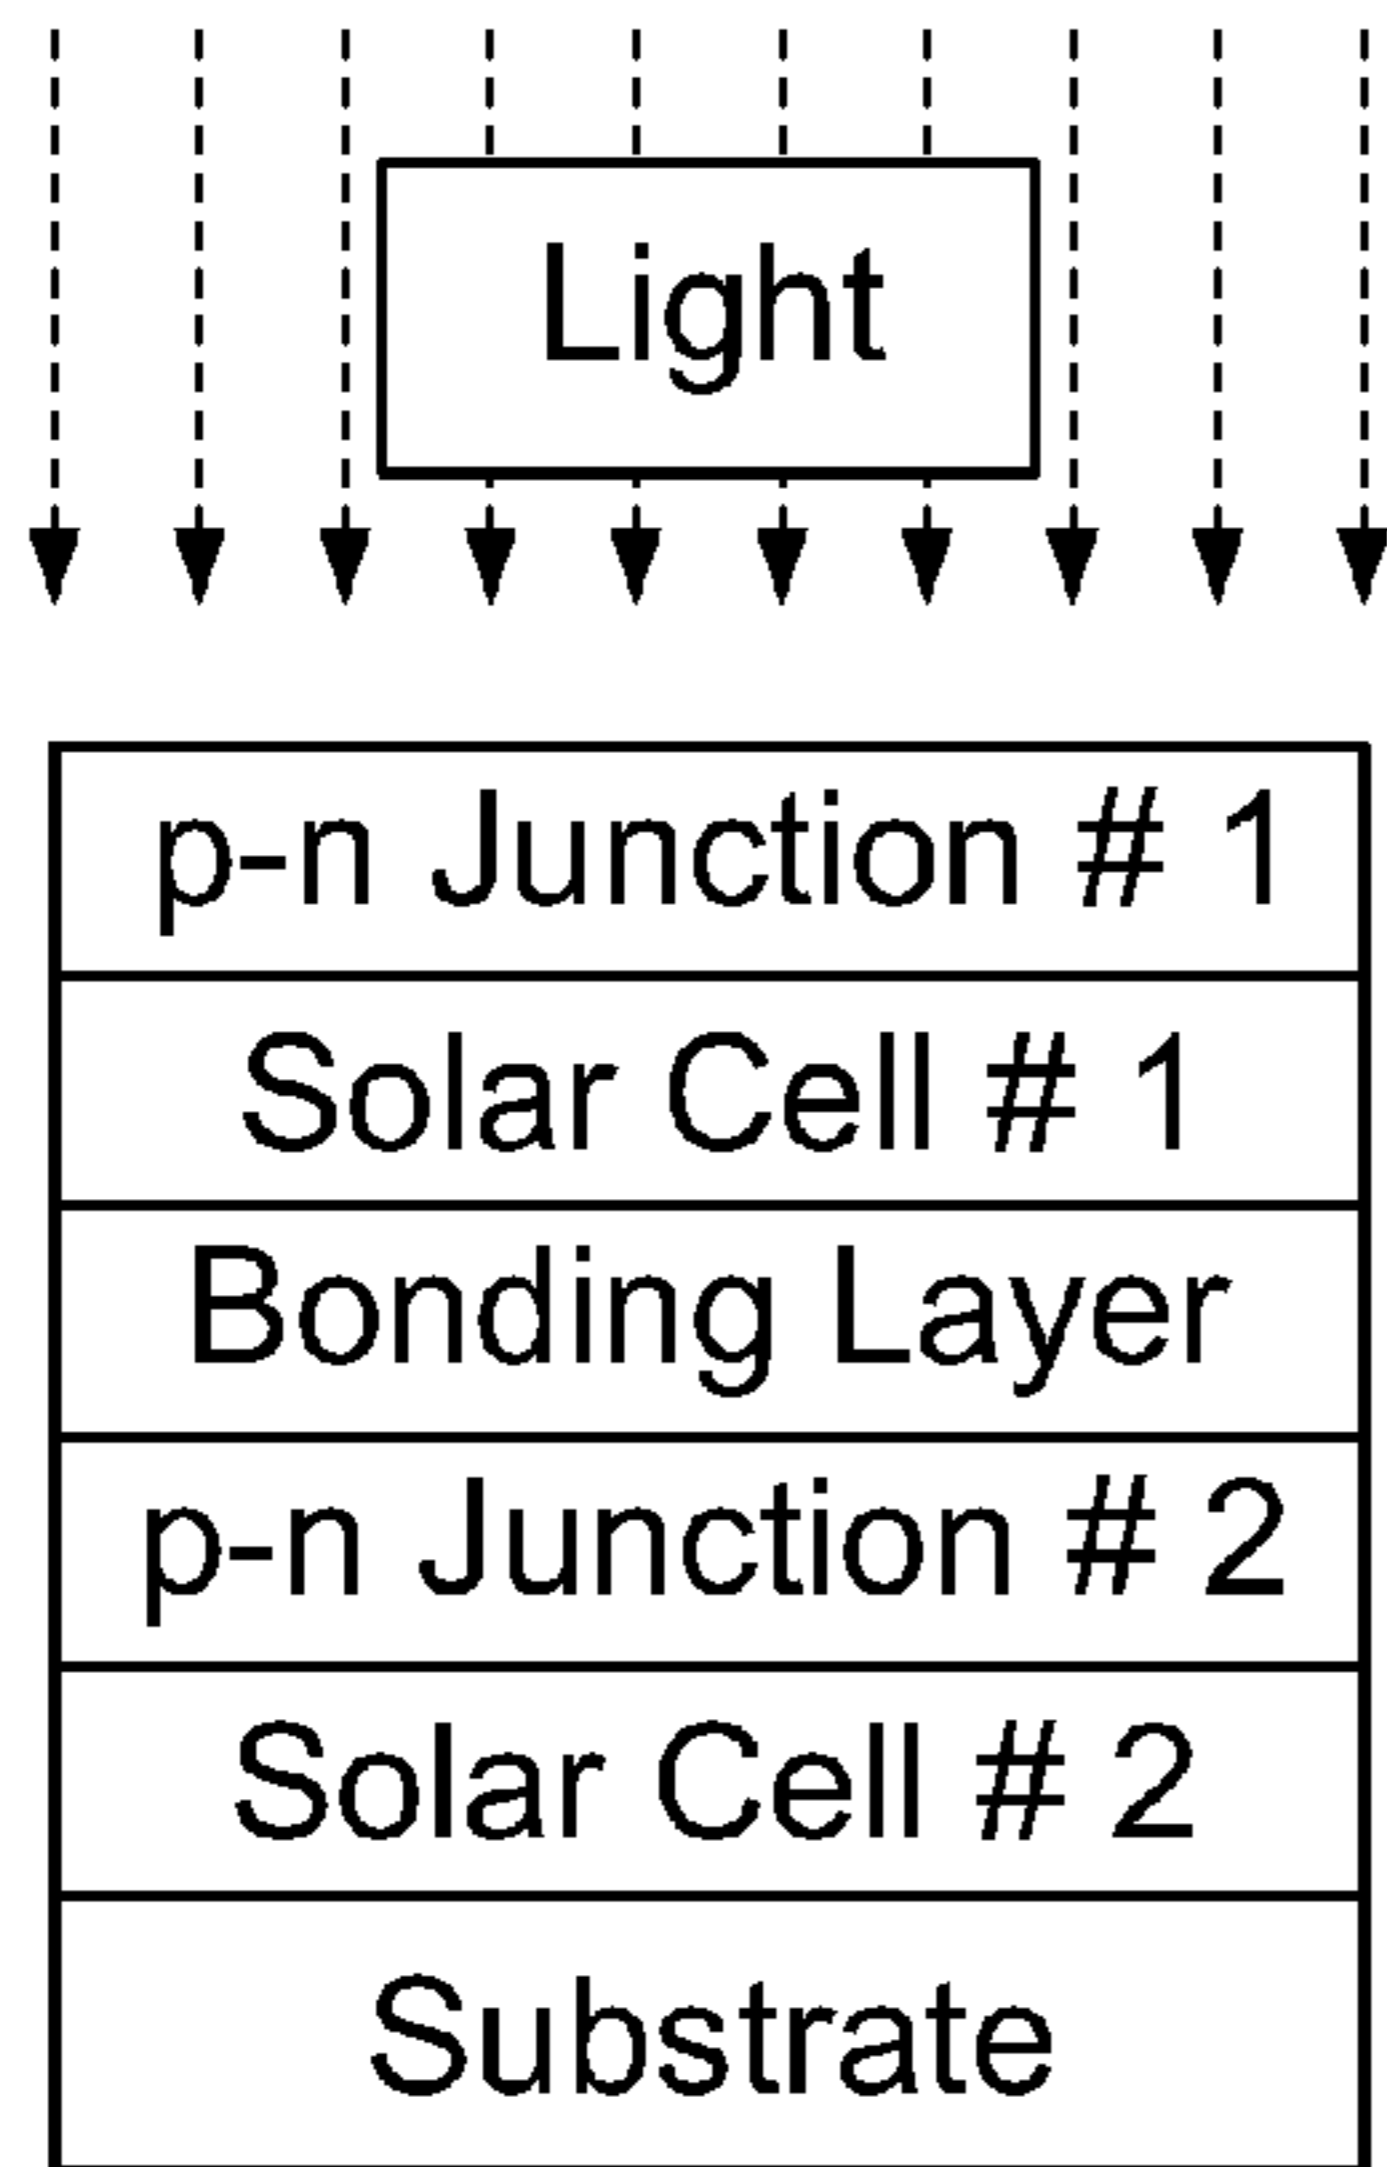 Light
p-n Junction # 1
Solar Cell # 1
Bonding Layer
p-n Junction # 2
Solar Cell # 2
Substrate